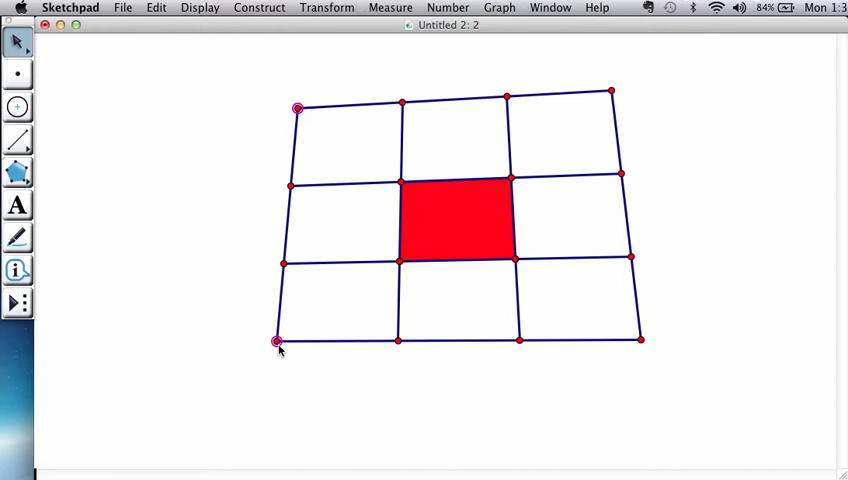 Sketchpad File Edit Display Construct Transform Measure Number Graph Window Help 84% Mon 1:3
Untitled 2: 2
A